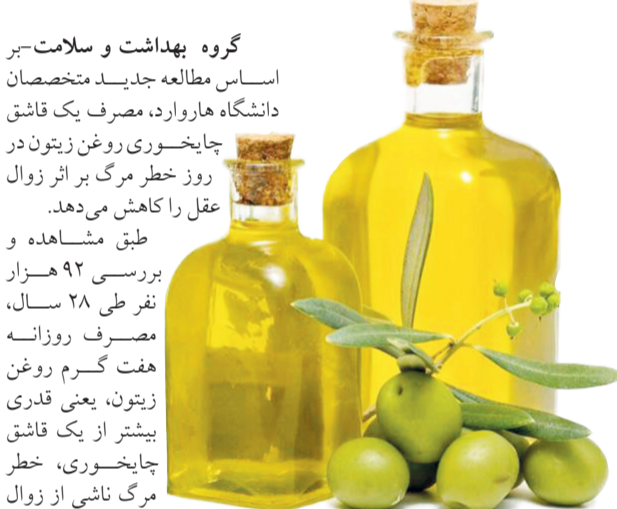 گروه بهداشت و سلامت-بر
اساس مطالعه جدید متخصصان
دانشگاه هاروارد، مصرف یک قاشق
چایخوری روغن زیتون در
روز خطر مرگ بر اثر زوال
عقل را کاهش می‌دهد.
طبق مشاهده و
بررسی ۹۲ هزار
نفر طی ۲۸ سال،
مصرف روزانه
هفت گرم روغن
زیتون، یعنی قدری
بیشتر از یک قاشق
چایخوری، خطر
مرگ ناشی از زوال